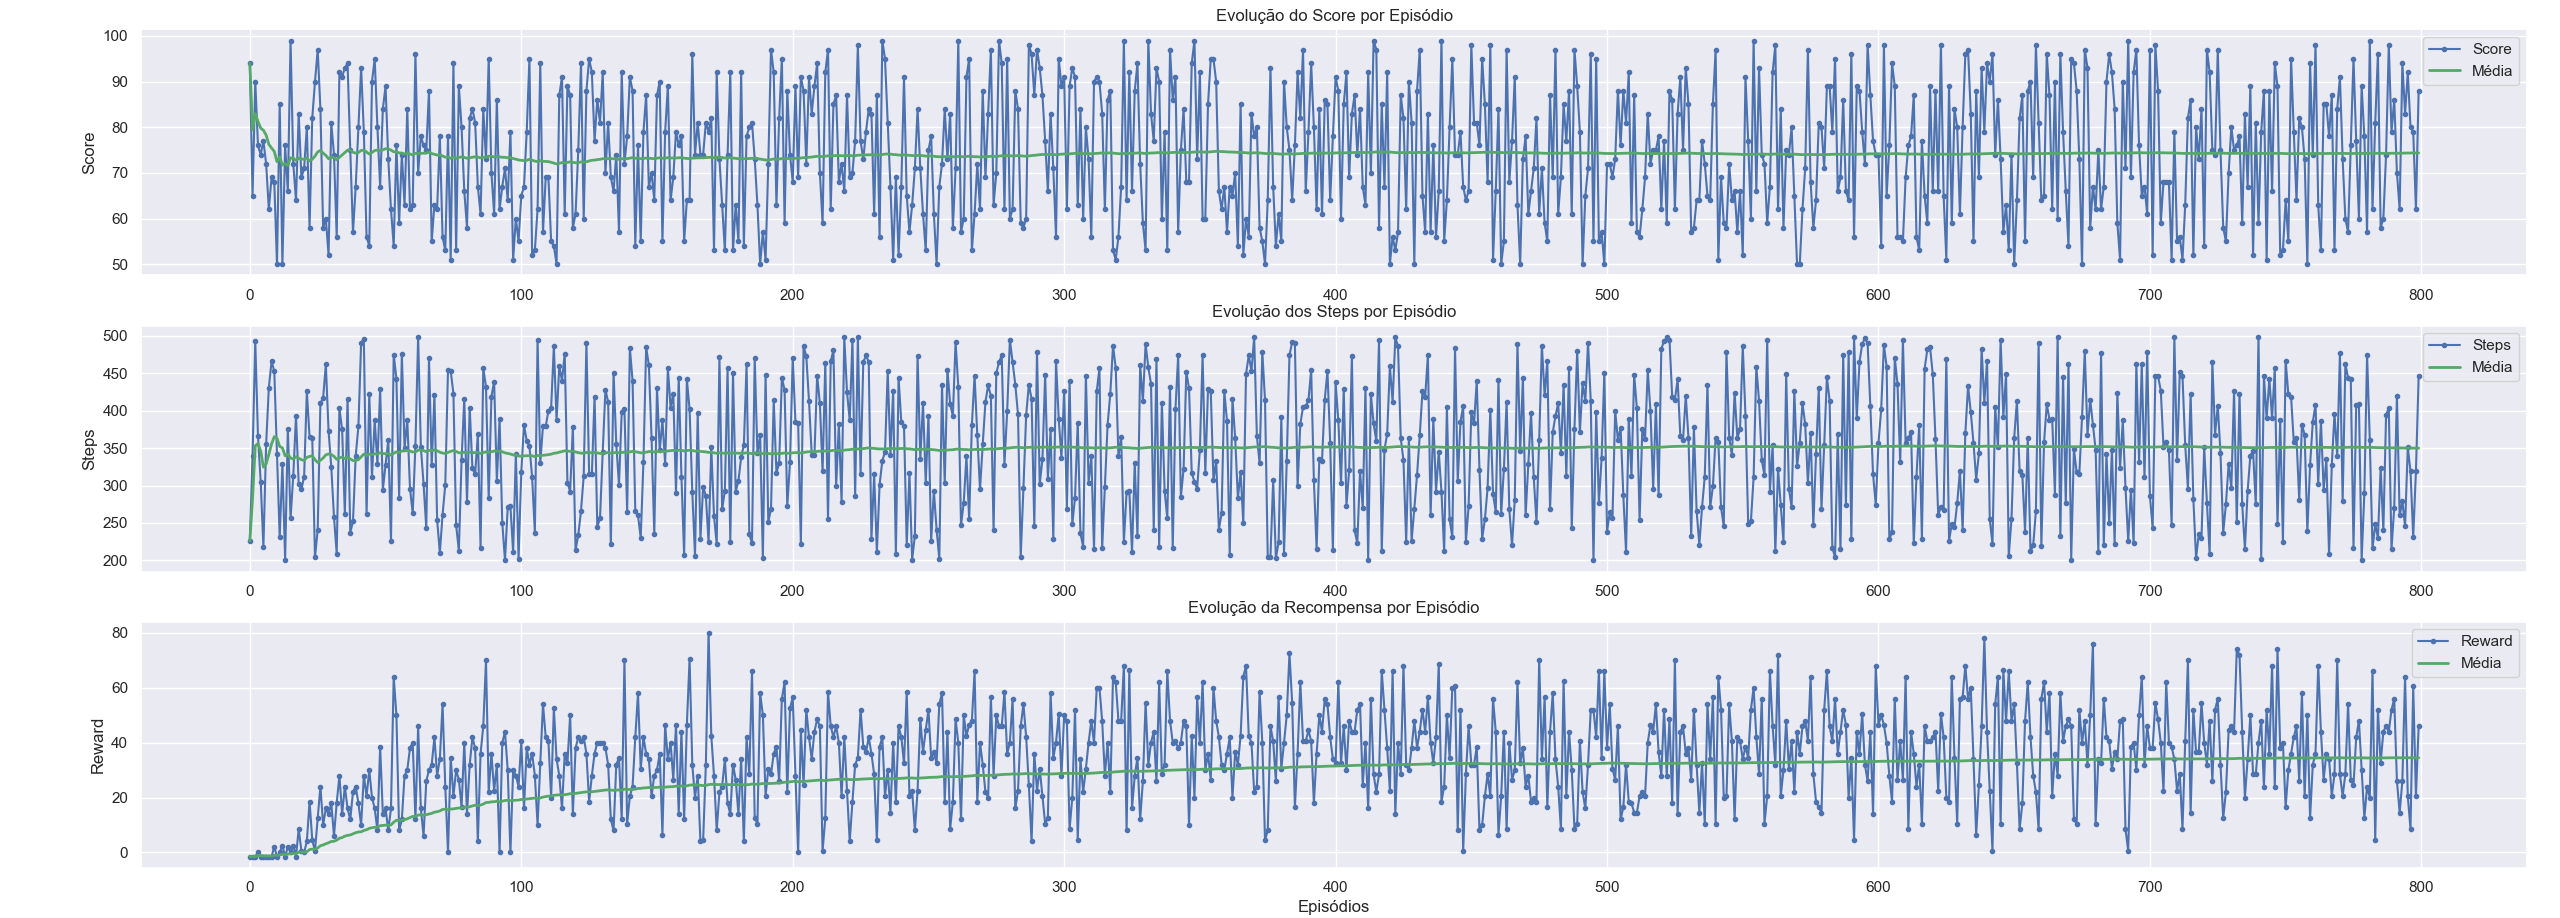 Evolução do Score por Episódio
Score
100
90
80
70
60
50
Score
Média
0 100 200 300 400 500 600 700 800
Evolução dos Steps por Episódio
Steps
500
450
400
350
300
250
200
Steps
Média
0 100 200 300 400 500 600 700 800
Evolução da Recompensa por Episódio
Reward
80
60
40
20
0
Reward
Média
0 100 200 300 400 500 600 700 800
Episódios